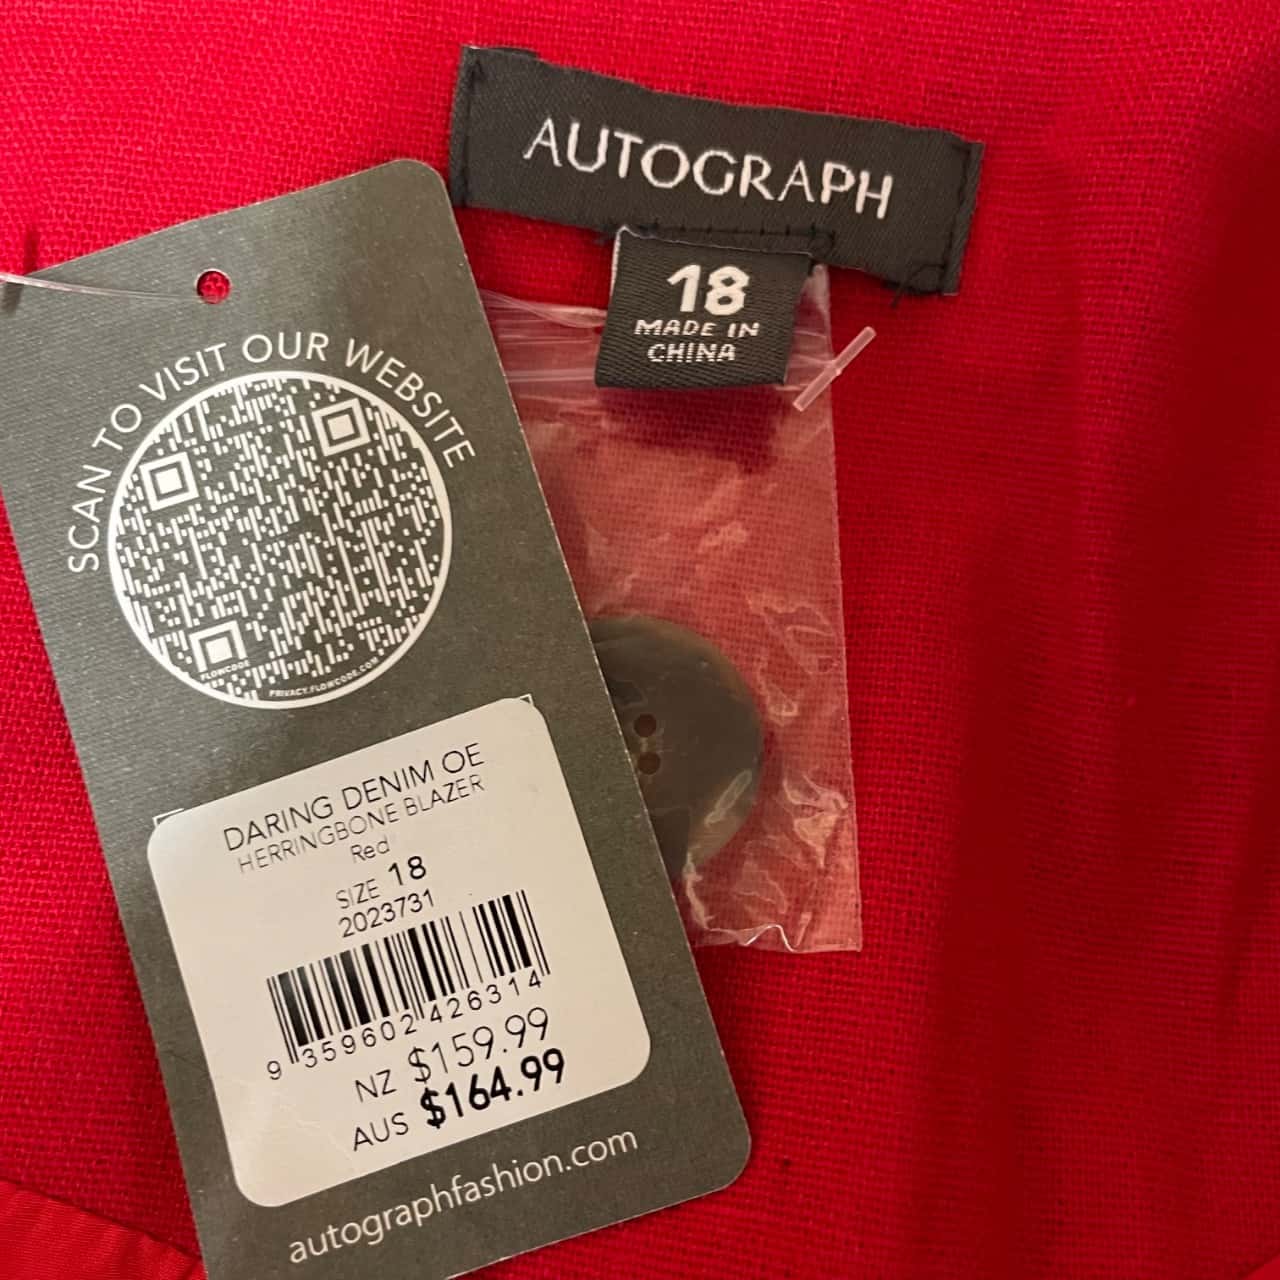 AUTOGRAPH
18
MADE IN
CHINA
SCAN TO VISIT OUR WEBSITE
FLOWCODE
PRIVACY.FLOWCODE.COM
DARING DENIM OE
HERRINGBONE BLAZER
Red
SIZE 18
2023731
9 359602 426314
NZ $159.99
AUS $164.99
autographfashion.com